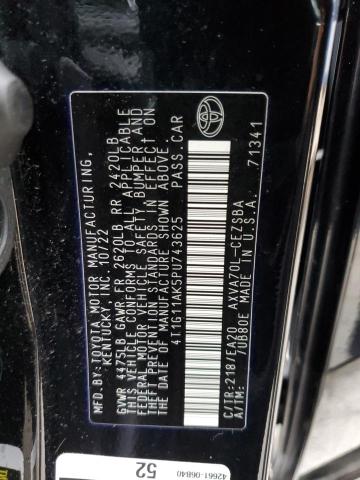 MFD.BY:TOYOTA MOTOR MANUFACTURING,
KENTUCKY, INC. 10/22
GVWR 4475LB GAWR FR 2620LB RR 2420LB
THIS VEHICLE CONFORMS TO ALL APPLICABLE
FEDERAL MOTOR VEHICLE SAFETY, BUMPER AND
THEFT PREVENTION STANDARDS IN EFFECT ON
THE DATE OF MANUFACTURE SHOWN ABOVE.
4T1G11AK5PU743625 PASS.CAR
C/TR:218/EA20 AXVA70L-CEZSBA
A/TM: /UB80E MADE IN U.S.A. 71341
52
42661-06B40